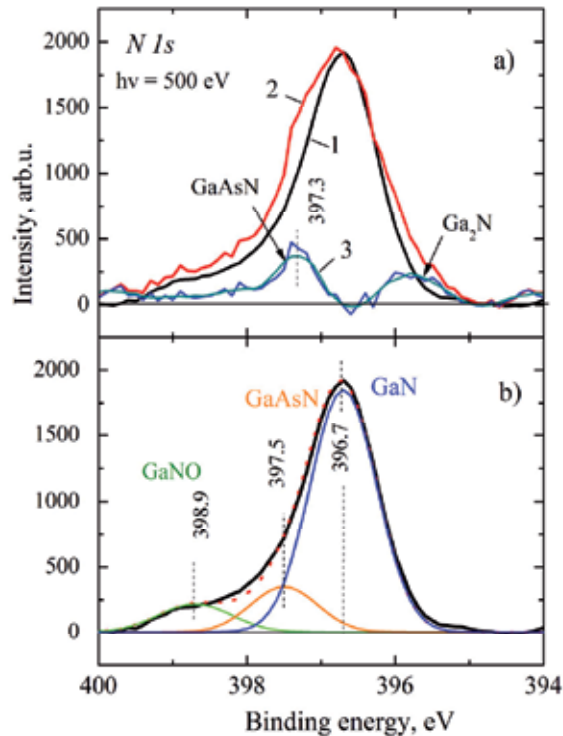 N 1s
hν = 500 eV
a)
2
1
GaAsN
397.3
3
Ga₂N
2000
1500
1000
500
0
Intensity, arb.u.
b)
GaN
GaAsN
GaNO
398.9
397.5
396.7
2000
1500
1000
500
0
400 398 396 394
Binding energy, eV